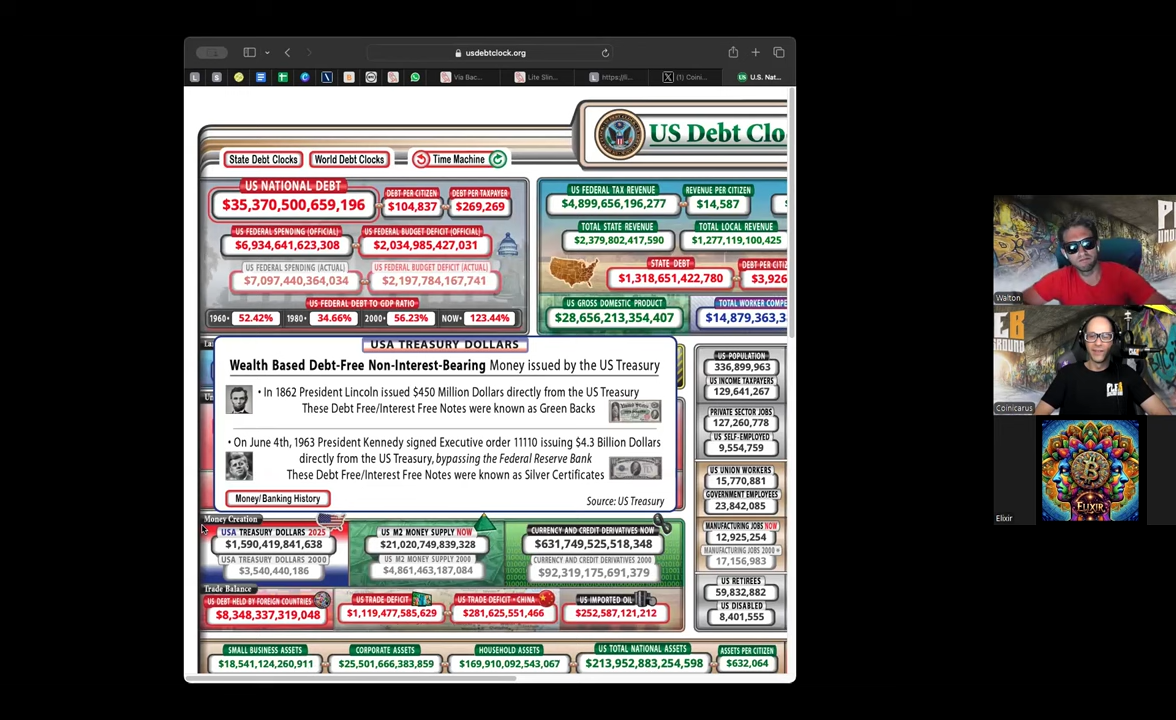 usdebtclock.org
Via Bac...
Lite Slin...
https://li...
(1) Coini...
U.S. Nat...
US Debt Clo
State Debt Clocks
World Debt Clocks
Time Machine
US NATIONAL DEBT
$35,370,500,659,196
DEBT PER CITIZEN
$104,837
DEBT PER TAXPAYER
$269,269
US FEDERAL SPENDING (OFFICIAL)
$6,934,641,623,308
US FEDERAL BUDGET DEFICIT (OFFICIAL)
$2,034,985,427,031
US FEDERAL SPENDING (ACTUAL)
$7,097,440,364,034
US FEDERAL BUDGET DEFICIT (ACTUAL)
$2,197,784,167,741
US FEDERAL DEBT TO GDP RATIO
1960• 52.42% 1980• 34.66% 2000• 56.23% NOW• 123.44%
US FEDERAL TAX REVENUE
$4,899,656,196,277
REVENUE PER CITIZEN
$14,587
TOTAL STATE REVENUE
$2,379,802,417,590
TOTAL LOCAL REVENUE
$1,277,119,100,425
STATE DEBT
$1,318,651,422,780
DEBT PER CITI
$3,926
US GROSS DOMESTIC PRODUCT
$28,656,213,354,407
TOTAL WORKER COMPE
$14,879,363,3
USA TREASURY DOLLARS
Wealth Based Debt-Free Non-Interest-Bearing Money issued by the US Treasury
• In 1862 President Lincoln issued $450 Million Dollars directly from the US Treasury
These Debt Free/Interest Free Notes were known as Green Backs
• On June 4th, 1963 President Kennedy signed Executive order 11110 issuing $4.3 Billion Dollars
directly from the US Treasury, bypassing the Federal Reserve Bank
These Debt Free/Interest Free Notes were known as Silver Certificates
Money/Banking History
Source: US Treasury
US POPULATION
336,899,963
US INCOME TAXPAYERS
129,641,267
PRIVATE SECTOR JOBS
127,260,778
US SELF-EMPLOYED
9,554,759
US UNION WORKERS
15,770,881
GOVERNMENT EMPLOYEES
23,842,085
MANUFACTURING JOBS NOW
12,925,254
MANUFACTURING JOBS 2000
17,156,983
US RETIREES
59,832,882
US DISABLED
8,401,555
Money Creation
USA TREASURY DOLLARS 2025
$1,590,419,841,638
USA TREASURY DOLLARS 2000
$3,540,440,186
US M2 MONEY SUPPLY NOW
$21,020,749,839,328
US M2 MONEY SUPPLY 2000
$4,861,463,187,084
CURRENCY AND CREDIT DERIVATIVES NOW
$631,749,525,518,348
CURRENCY AND CREDIT DERIVATIVES 2000
$92,319,175,691,379
Trade Balance
US DEBT HELD BY FOREIGN COUNTRIES
$8,348,337,319,048
US TRADE DEFICIT
$1,119,477,585,629
US TRADE DEFICIT • CHINA
$281,625,551,466
US IMPORTED OIL
$252,587,121,212
SMALL BUSINESS ASSETS
$18,541,124,260,911
CORPORATE ASSETS
$25,501,666,383,859
HOUSEHOLD ASSETS
$169,910,092,543,067
US TOTAL NATIONAL ASSETS
$213,952,883,254,598
ASSETS PER CITIZEN
$632,064
Walton
Coinicarus
ELIXIR
Elixir